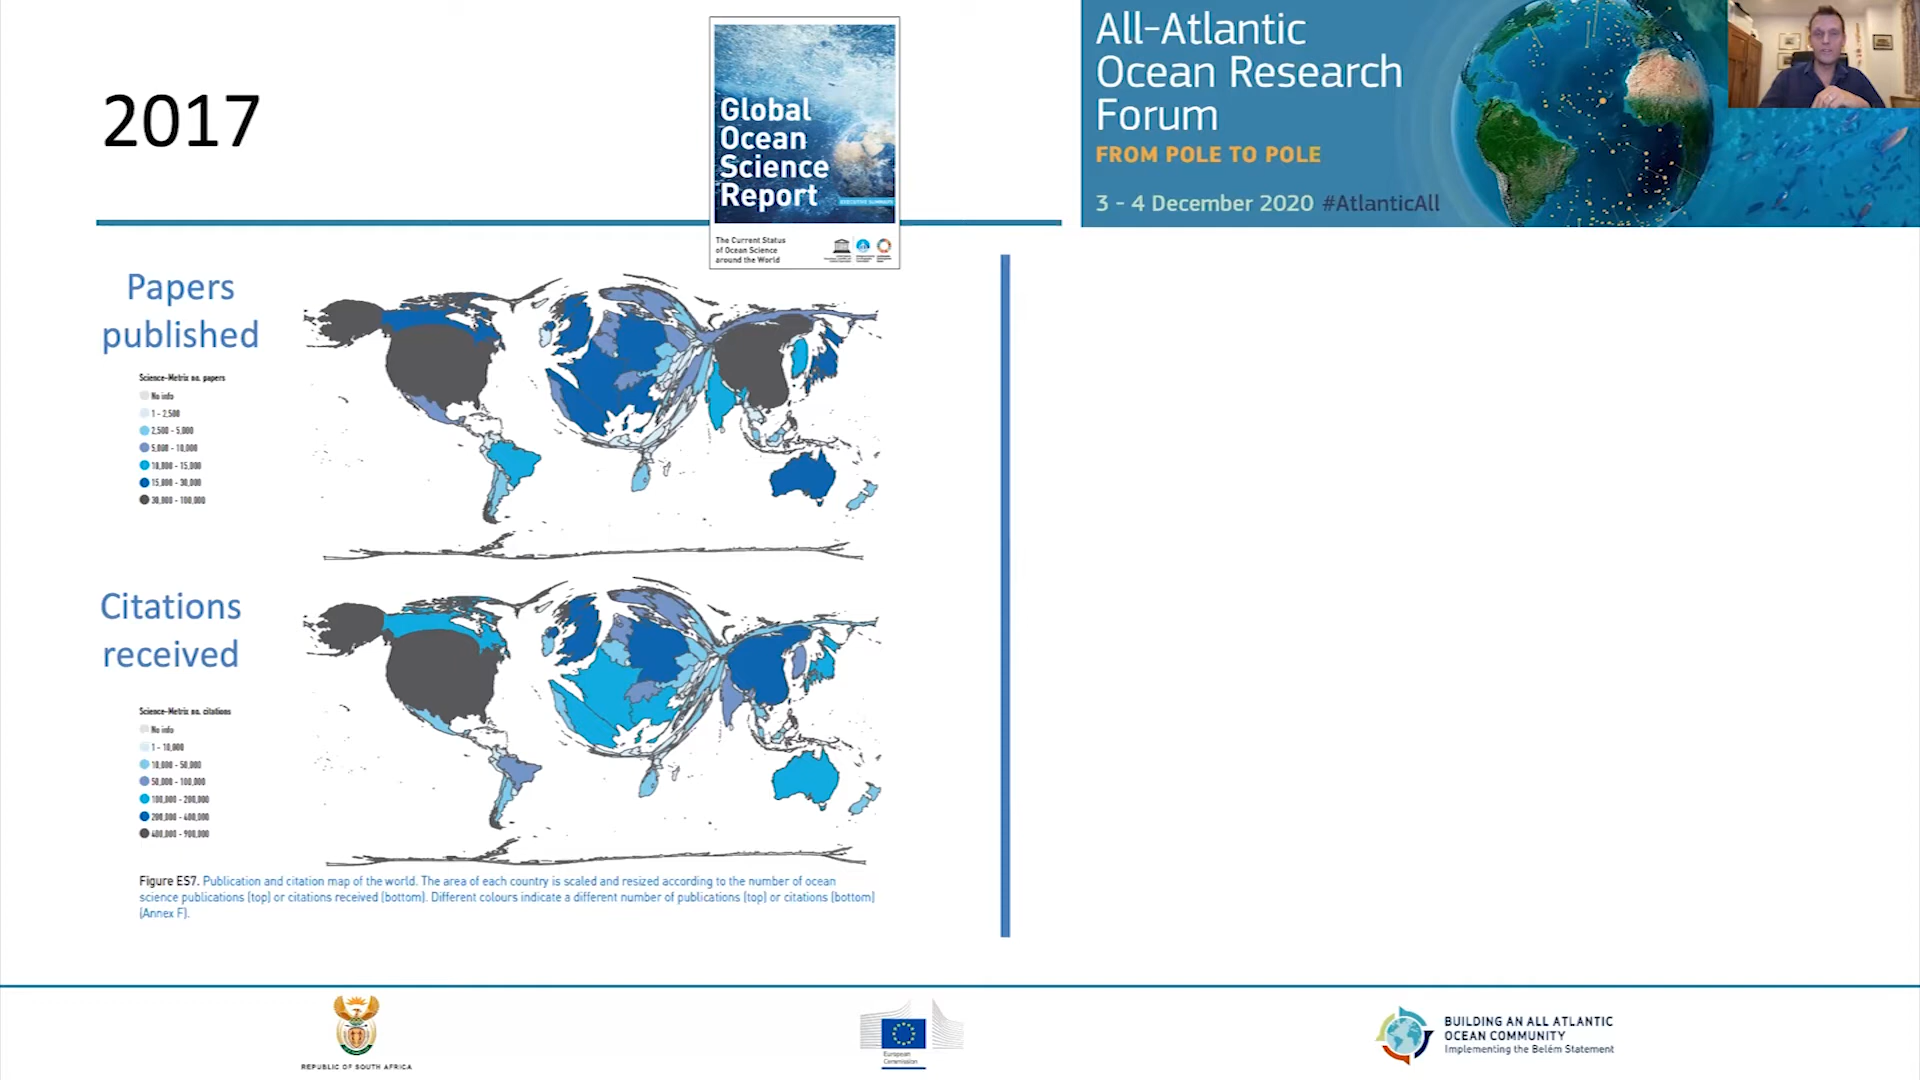 2017
Global
Ocean
Science
Report
EXECUTIVE SUMMARY
The Current Status
of Ocean Science
around the World
All-Atlantic
Ocean Research
Forum
FROM POLE TO POLE
3 - 4 December 2020 #AtlanticAll
Papers
published
Science-Metrix no. papers
No info
1 - 2,500
2,500 - 5,000
5,000 - 10,000
10,000 - 15,000
15,000 - 30,000
30,000 - 100,000
Citations
received
Science-Metrix no. citations
No info
1 - 10,000
10,000 - 50,000
50,000 - 100,000
100,000 - 200,000
200,000 - 400,000
400,000 - 900,000
Figure ES7. Publication and citation map of the world. The area of each country is scaled and resized according to the number of ocean
science publications (top) or citations received (bottom). Different colours indicate a different number of publications (top) or citations (bottom)
(Annex F).
REPUBLIC OF SOUTH AFRICA
European
Commission
BUILDING AN ALL ATLANTIC
OCEAN COMMUNITY
Implementing the Belém Statement